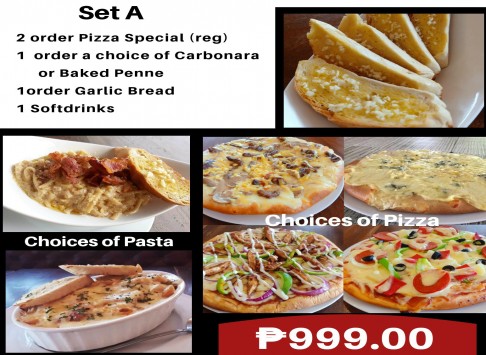 Set A
2 order Pizza Special (reg)
1 order a choice of Carbonara
or Baked Penne
1order Garlic Bread
1 Softdrinks
Choices of Pizza
Choices of Pasta
₱999.00